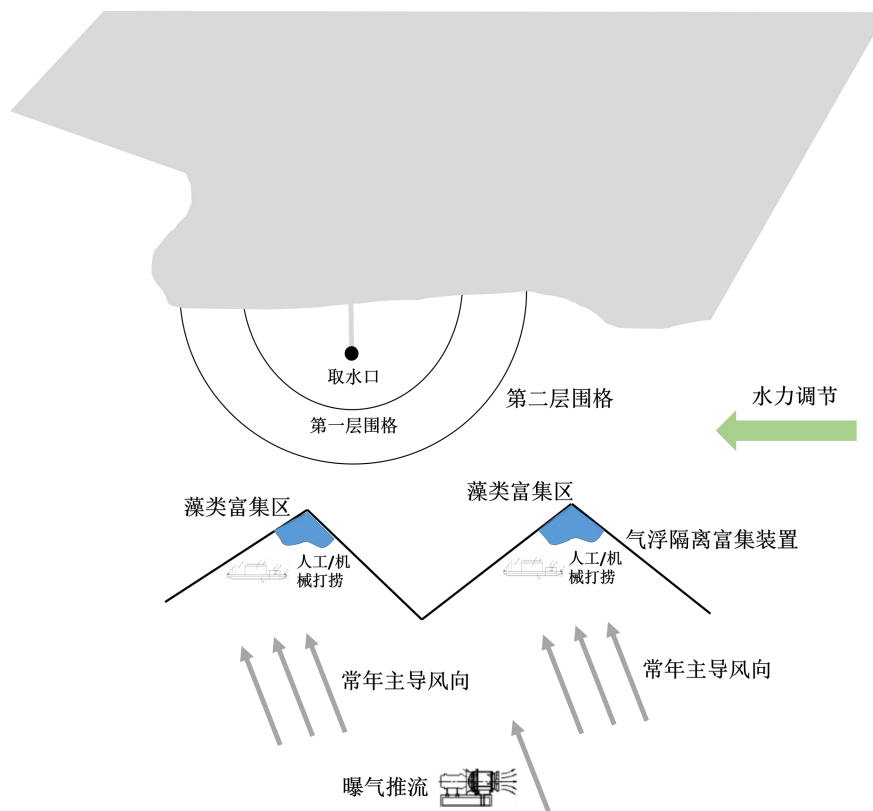 取水口
第一层围格
第二层围格
水力调节
藻类富集区
藻类富集区
气浮隔离富集装置
人工/机
械打捞
人工/机
械打捞
常年主导风向
常年主导风向
曝气推流